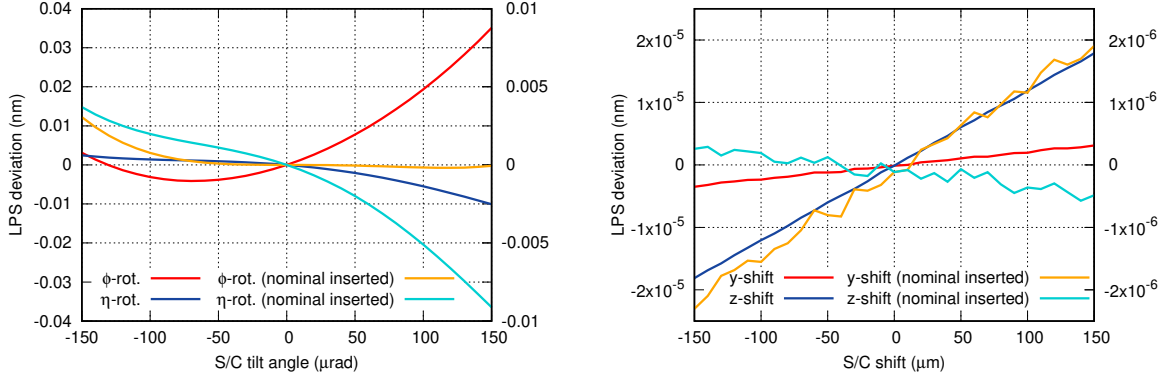 0.04
0.03
0.02
0.01
0
-0.01
-0.02
-0.03
-0.04
LPS deviation (nm)
0.01
0.005
0
-0.005
-0.01
ϕ-rot. ϕ-rot. (nominal inserted)
η-rot. η-rot. (nominal inserted)
-150 -100 -50 0 50 100 150
S/C tilt angle (μrad)
2x10⁻⁵
1x10⁻⁵
0
-1x10⁻⁵
-2x10⁻⁵
LPS deviation (nm)
2x10⁻⁶
1x10⁻⁶
0
-1x10⁻⁶
-2x10⁻⁶
y-shift y-shift (nominal inserted)
z-shift z-shift (nominal inserted)
-150 -100 -50 0 50 100 150
S/C shift (μm)